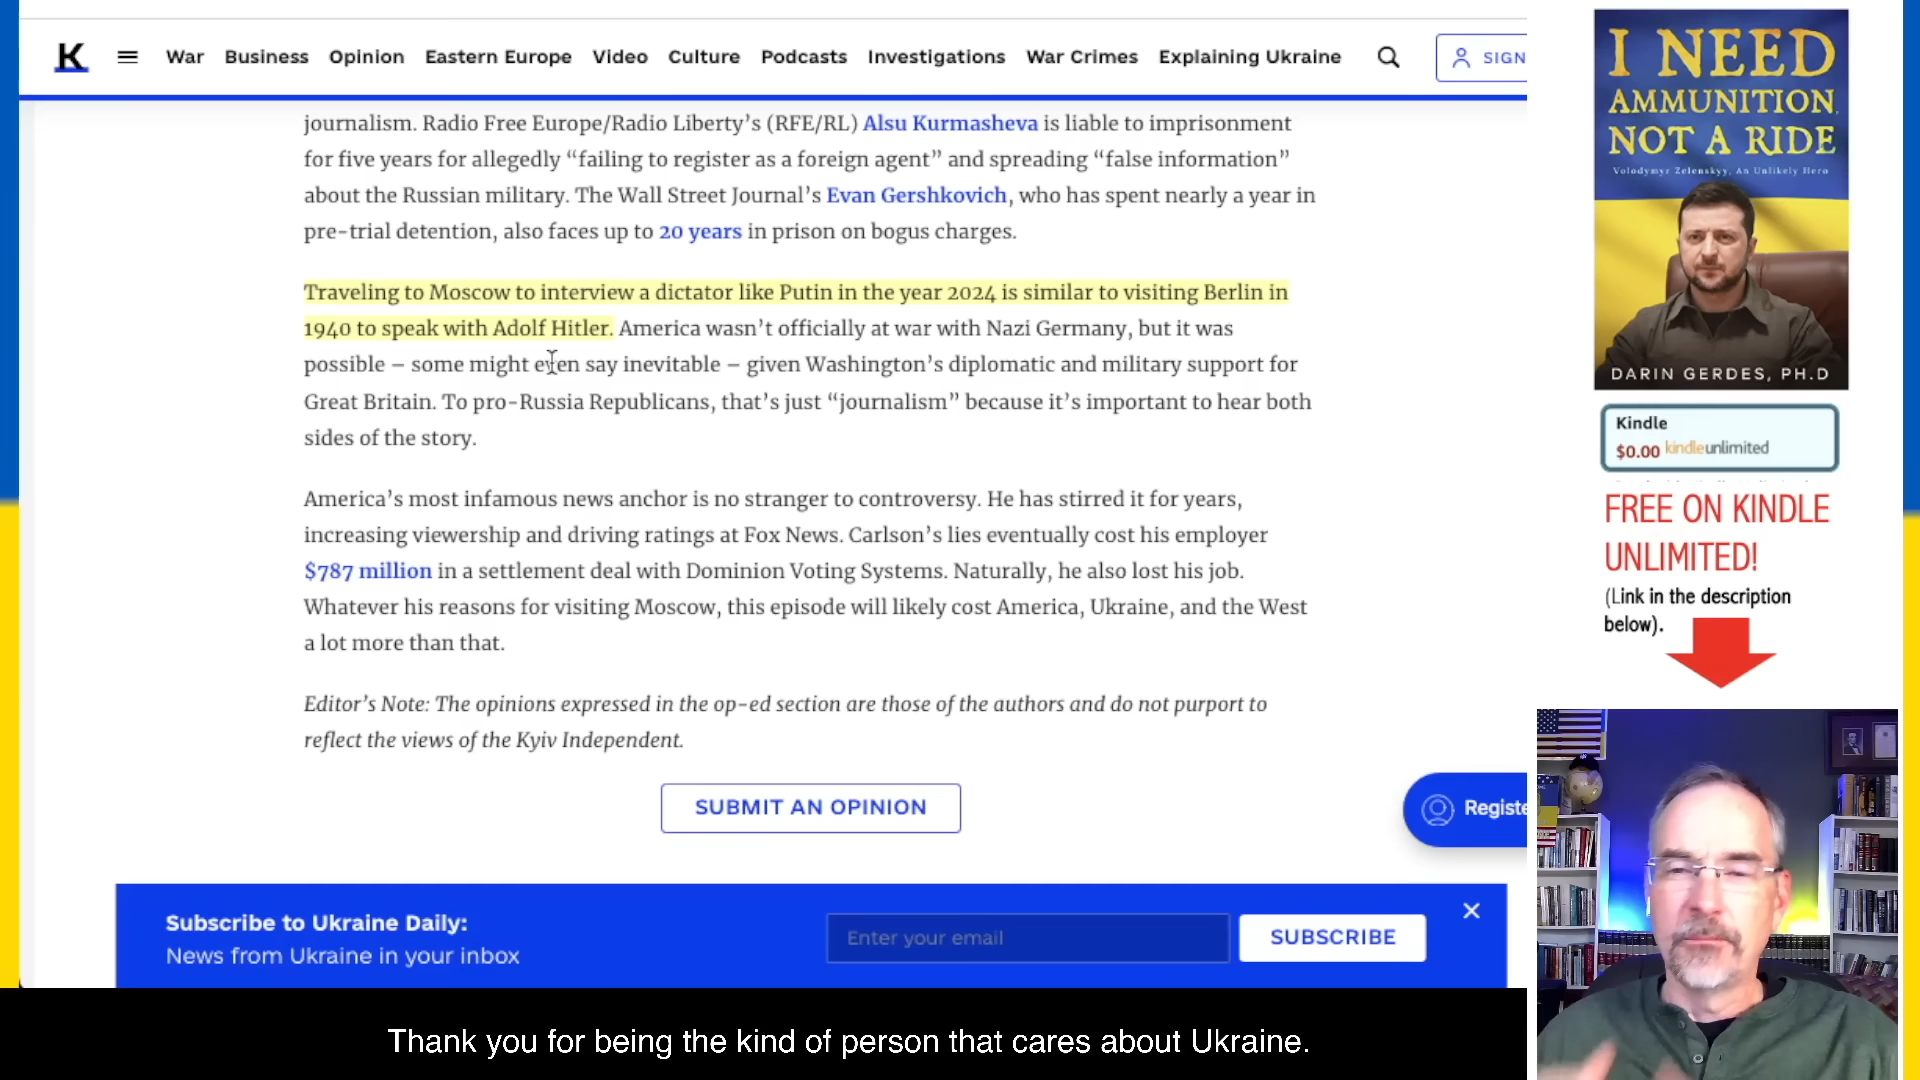 K
War Business Opinion Eastern Europe Video Culture Podcasts Investigations War Crimes Explaining Ukraine
SIGN
journalism. Radio Free Europe/Radio Liberty’s (RFE/RL) Alsu Kurmasheva is liable to imprisonment
for five years for allegedly “failing to register as a foreign agent” and spreading “false information”
about the Russian military. The Wall Street Journal’s Evan Gershkovich, who has spent nearly a year in
pre-trial detention, also faces up to 20 years in prison on bogus charges.
Traveling to Moscow to interview a dictator like Putin in the year 2024 is similar to visiting Berlin in
1940 to speak with Adolf Hitler. America wasn’t officially at war with Nazi Germany, but it was
possible – some might even say inevitable – given Washington’s diplomatic and military support for
Great Britain. To pro-Russia Republicans, that’s just “journalism” because it’s important to hear both
sides of the story.
America’s most infamous news anchor is no stranger to controversy. He has stirred it for years,
increasing viewership and driving ratings at Fox News. Carlson’s lies eventually cost his employer
$787 million in a settlement deal with Dominion Voting Systems. Naturally, he also lost his job.
Whatever his reasons for visiting Moscow, this episode will likely cost America, Ukraine, and the West
a lot more than that.
Editor’s Note: The opinions expressed in the op-ed section are those of the authors and do not purport to
reflect the views of the Kyiv Independent.
SUBMIT AN OPINION
Registe
Subscribe to Ukraine Daily:
News from Ukraine in your inbox
Enter your email
SUBSCRIBE
I NEED
AMMUNITION,
NOT A RIDE
Volodymyr Zelenskyy, An Unlikely Hero
DARIN GERDES, PH.D
Kindle
$0.00 kindleunlimited
FREE ON KINDLE
UNLIMITED!
(Link in the description
below).
Thank you for being the kind of person that cares about Ukraine.